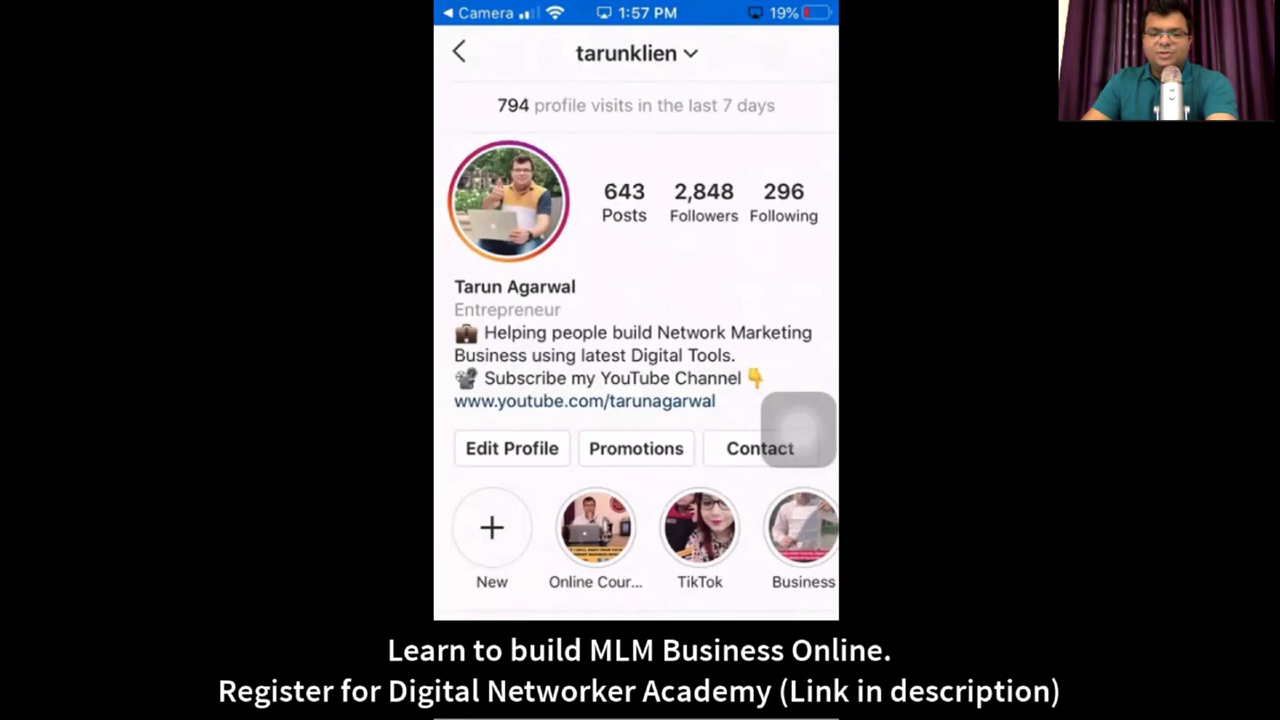 Camera 1:57 PM 19%
tarunklien
794 profile visits in the last 7 days
643 2,848 296
Posts Followers Following
Tarun Agarwal
Entrepreneur
💼 Helping people build Network Marketing
Business using latest Digital Tools.
📽 Subscribe my YouTube Channel 👇
www.youtube.com/tarunagarwal
Edit Profile Promotions Contact
New Online Cour... TikTok Business
Learn to build MLM Business Online.
Register for Digital Networker Academy (Link in description)